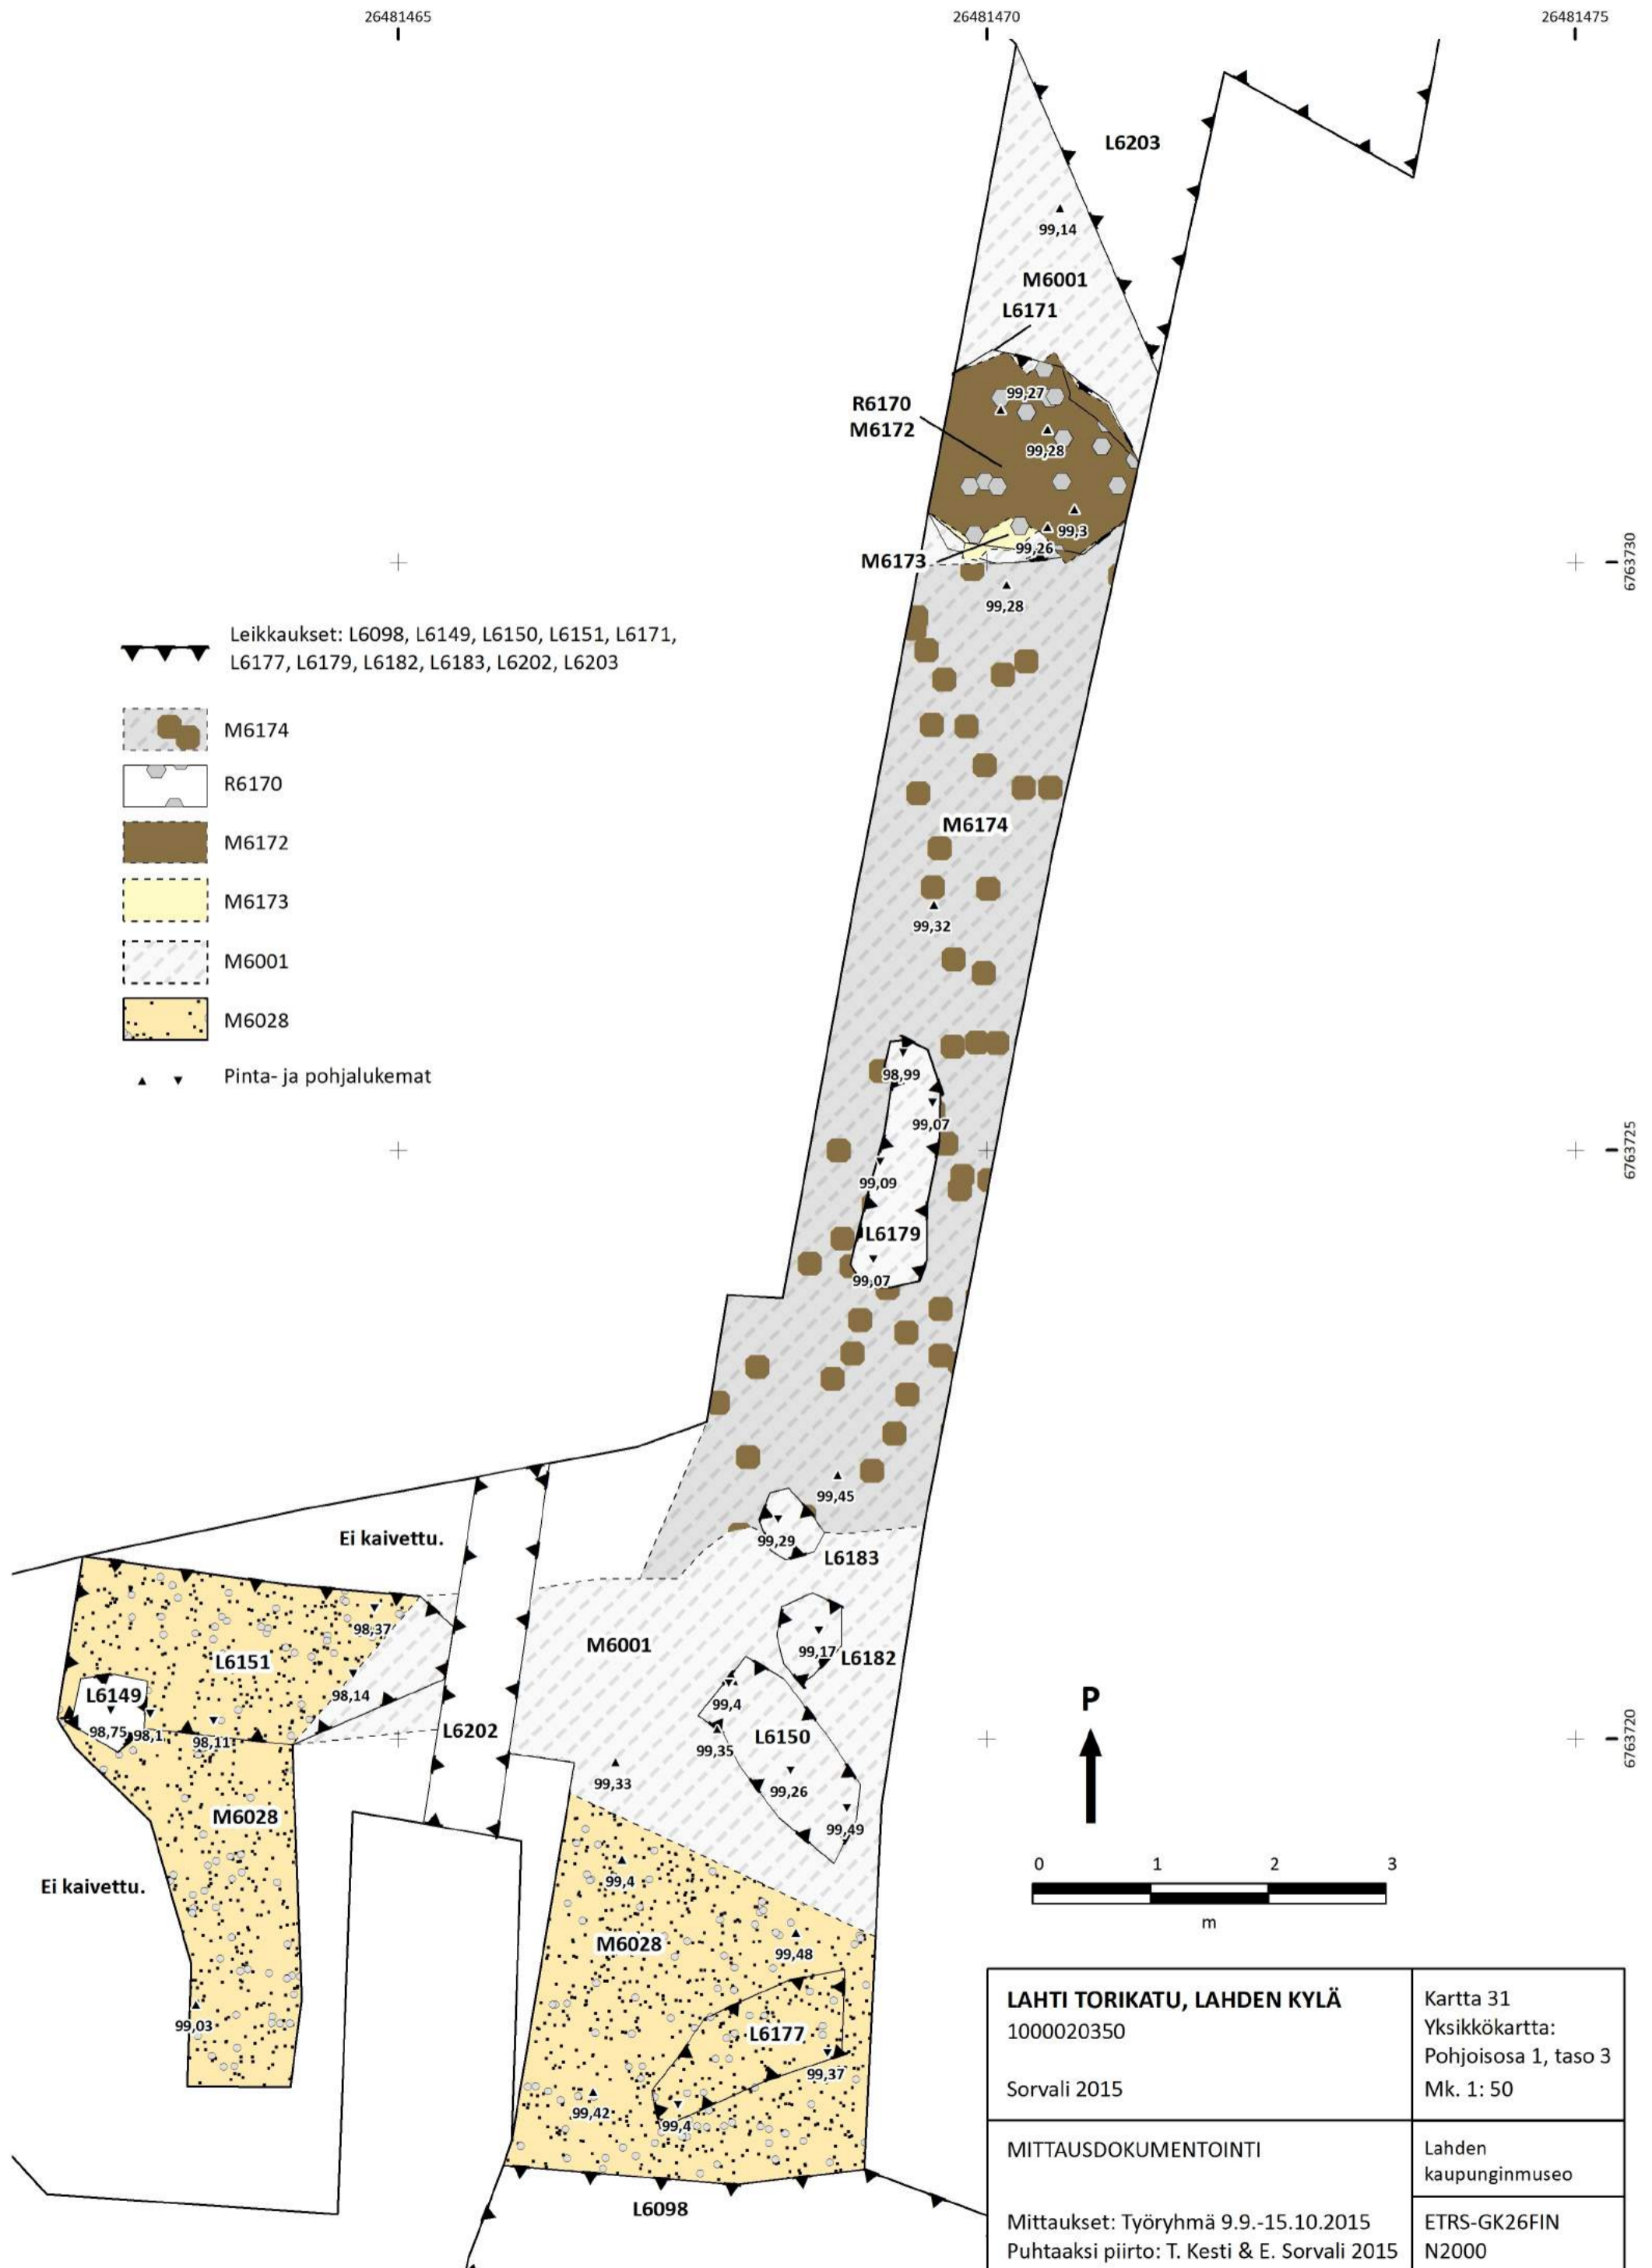 26481465
26481470
26481475
L6203
99,14
M6001
L6171
99,27
R6170
M6172
99,28
99,3
99,26
M6173
6763730
99,28
Leikkaukset: L6098, L6149, L6150, L6151, L6171,
L6177, L6179, L6182, L6183, L6202, L6203
M6174
R6170
M6172
M6173
M6001
M6028
Pinta- ja pohjalukemat
M6174
99,32
98,99
99,07
6763725
99,09
L6179
99,07
99,45
Ei kaivettu.
99,29
L6183
98,37
M6001
99,17
L6182
L6151
L6149
98,14
99,4
P
98,75
98,1
98,11
L6202
L6150
99,35
6763720
99,33
99,26
M6028
99,49
Ei kaivettu.
99,4
0
1
2
3
m
M6028
99,48
99,03
L6177
99,37
99,42
99,4
L6098
LAHTI TORIKATU, LAHDEN KYLÄ
1000020350
Sorvali 2015
Kartta 31
Yksikkökartta:
Pohjoisosa 1, taso 3
Mk. 1: 50
MITTAUSDOKUMENTOINTI
Lahden
kaupunginmuseo
Mittaukset: Työryhmä 9.9.-15.10.2015
Puhtaaksi piirto: T. Kesti & E. Sorvali 2015
ETRS-GK26FIN
N2000